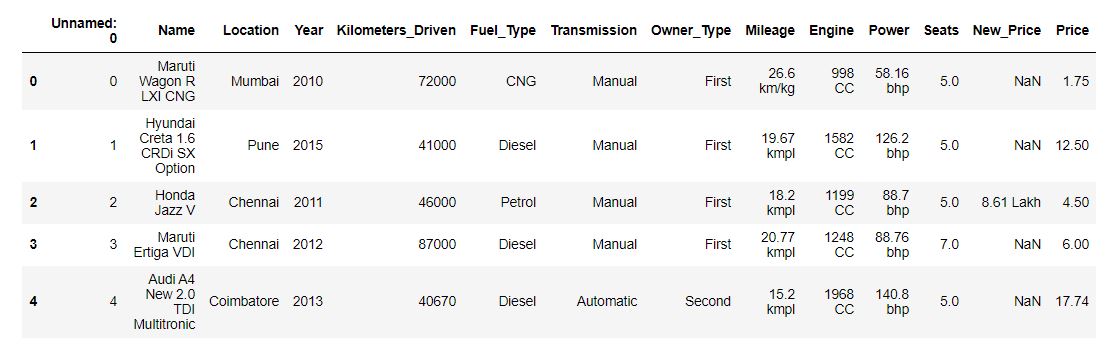 Unnamed: 0 Name Location Year Kilometers_Driven Fuel_Type Transmission Owner_Type Mileage Engine Power Seats New_Price Price
0 0 Maruti Wagon R LXI CNG Mumbai 2010 72000 CNG Manual First 26.6 km/kg 998 CC 58.16 bhp 5.0 NaN 1.75
1 1 Hyundai Creta 1.6 CRDi SX Option Pune 2015 41000 Diesel Manual First 19.67 kmpl 1582 CC 126.2 bhp 5.0 NaN 12.50
2 2 Honda Jazz V Chennai 2011 46000 Petrol Manual First 18.2 kmpl 1199 CC 88.7 bhp 5.0 8.61 Lakh 4.50
3 3 Maruti Ertiga VDI Chennai 2012 87000 Diesel Manual First 20.77 kmpl 1248 CC 88.76 bhp 7.0 NaN 6.00
4 4 Audi A4 New 2.0 TDI Multitronic Coimbatore 2013 40670 Diesel Automatic Second 15.2 kmpl 1968 CC 140.8 bhp 5.0 NaN 17.74